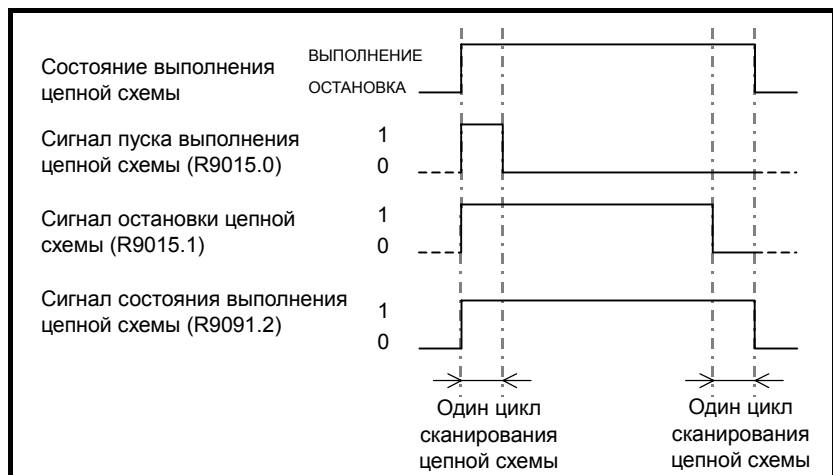 Состояние выполнения
цепной схемы
ВЫПОЛНЕНИЕ
ОСТАНОВКА
Сигнал пуска выполнения
цепной схемы (R9015.0)
1
0
Сигнал остановки цепной
схемы (R9015.1)
1
0
Сигнал состояния выполнения
цепной схемы (R9091.2)
1
0
Один цикл
сканирования
цепной схемы
Один цикл
сканирования
цепной схемы